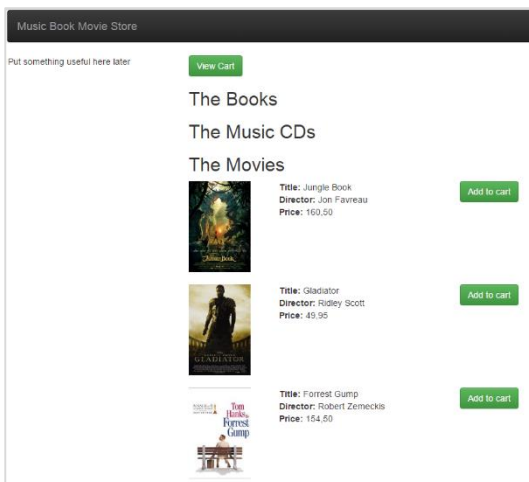 Music Book Movie Store
Put something useful here later
View Cart
The Books
The Music CDs
The Movies
Title: Jungle Book
Director: Jon Favreau
Price: 160,50
Add to cart
Jungle Book
Title: Gladiator
Director: Ridley Scott
Price: 49,95
Add to cart
GLADIATOR
Title: Forrest Gump
Director: Robert Zemeckis
Price: 154,50
Add to cart
Tom
Hanks
Forrest
Gump